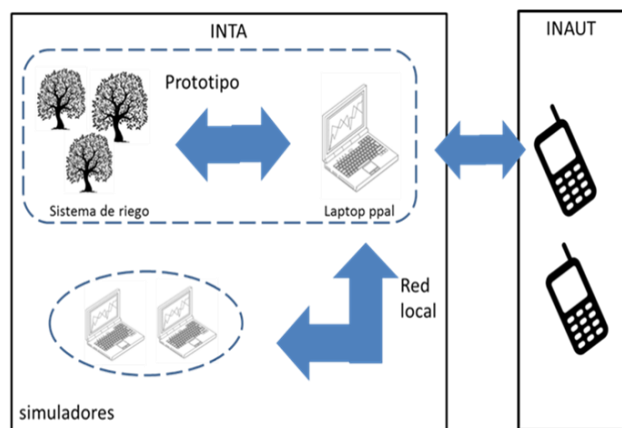 INTA
INAUT
Prototipo
Sistema de riego
Laptop ppal
Red
local
simuladores